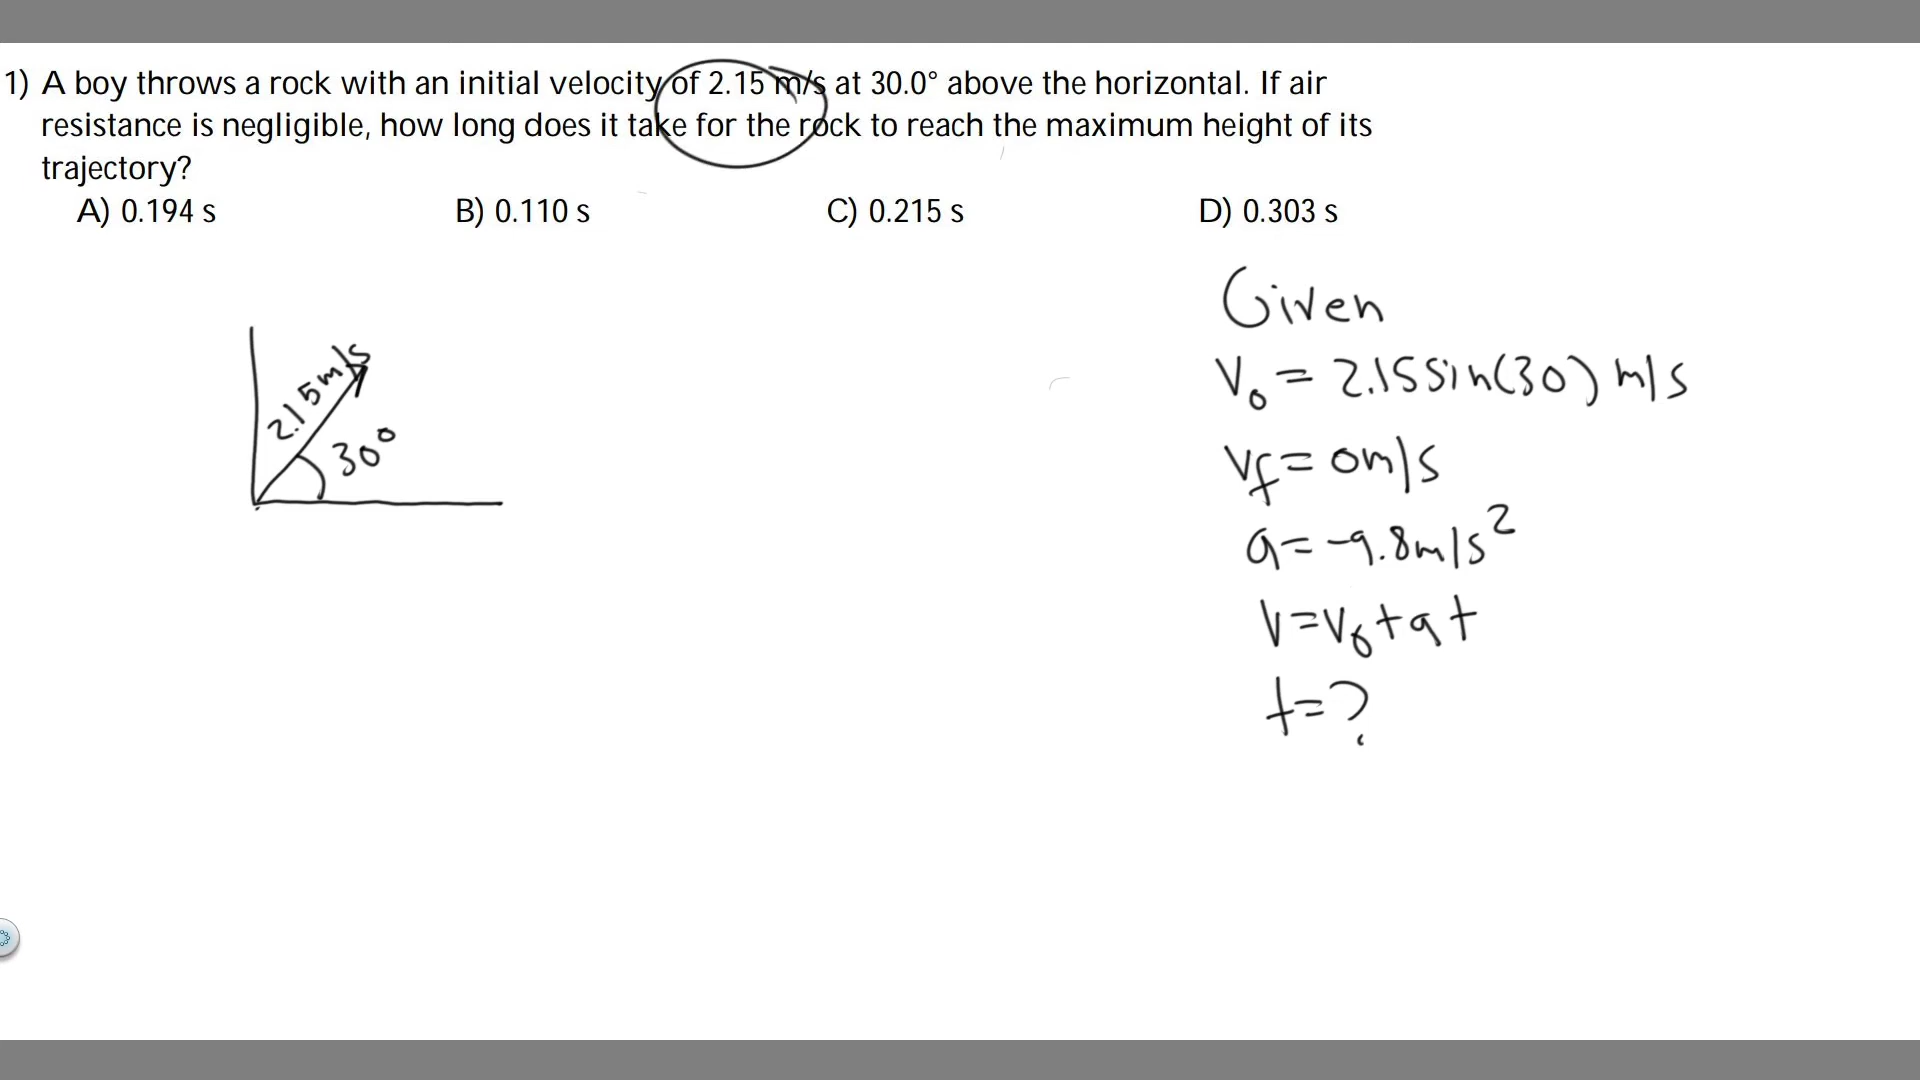 1) A boy throws a rock with an initial velocity of 2.15 m/s at 30.0° above the horizontal. If air
resistance is negligible, how long does it take for the rock to reach the maximum height of its
trajectory?
A) 0.194 s B) 0.110 s C) 0.215 s D) 0.303 s
Given
2.15m/s
V₀ = 2.15sin(30) m/s
30°
Vf = 0m/s
a = -9.8m/s²
V = V₀ + at
t = ?